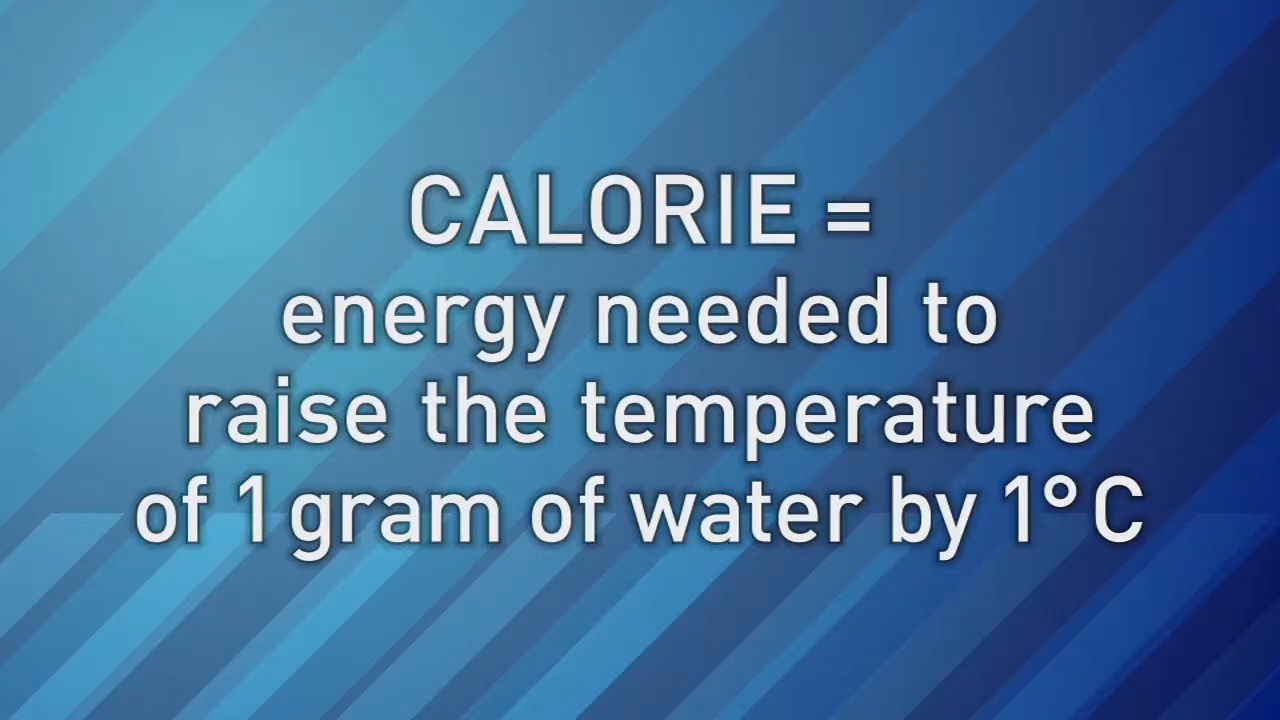 CALORIE =
energy needed to
raise the temperature
of 1 gram of water by 1°C